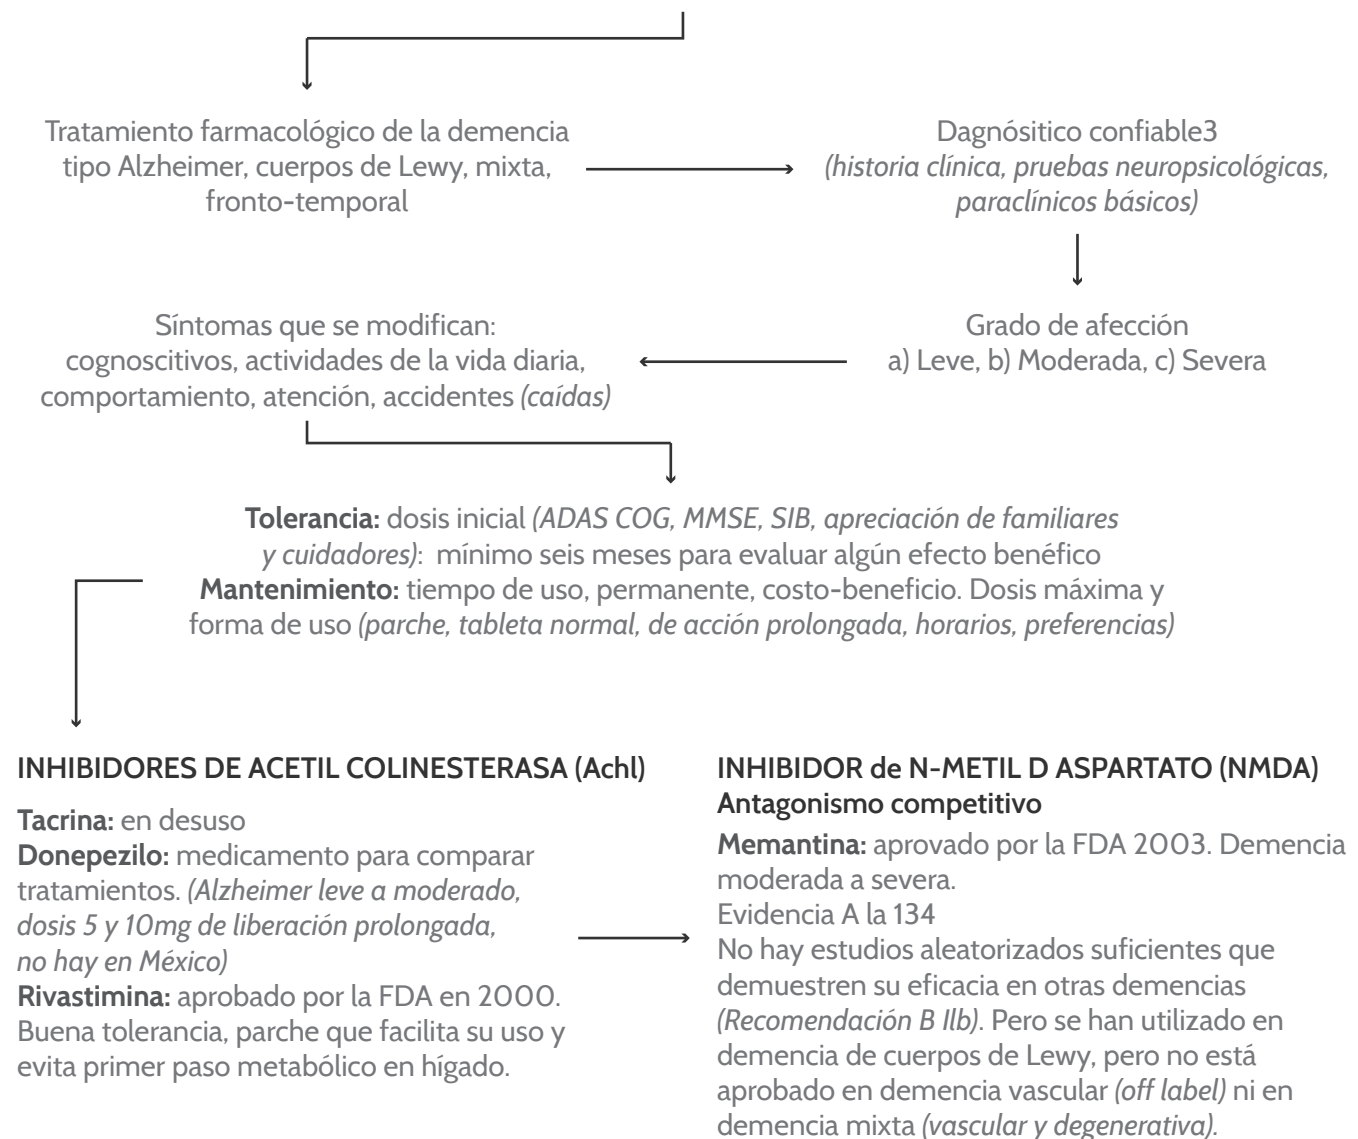 Tratamiento farmacológico de la demencia
tipo Alzheimer, cuerpos de Lewy, mixta,
fronto-temporal
Dagnósitico confiable3
(historia clínica, pruebas neuropsicológicas,
paraclínicos básicos)
Grado de afección
a) Leve, b) Moderada, c) Severa
Síntomas que se modifican:
cognoscitivos, actividades de la vida diaria,
comportamiento, atención, accidentes (caídas)
Tolerancia: dosis inicial (ADAS COG, MMSE, SIB, apreciación de familiares
y cuidadores): mínimo seis meses para evaluar algún efecto benéfico
Mantenimiento: tiempo de uso, permanente, costo-beneficio. Dosis máxima y
forma de uso (parche, tableta normal, de acción prolongada, horarios, preferencias)
INHIBIDORES DE ACETIL COLINESTERASA (Achl)
Tacrina: en desuso
Donepezilo: medicamento para comparar
tratamientos. (Alzheimer leve a moderado,
dosis 5 y 10mg de liberación prolongada,
no hay en México)
Rivastimina: aprobado por la FDA en 2000.
Buena tolerancia, parche que facilita su uso y
evita primer paso metabólico en hígado.
INHIBIDOR de N-METIL D ASPARTATO (NMDA)
Antagonismo competitivo
Memantina: aprovado por la FDA 2003. Demencia
moderada a severa.
Evidencia A la 134
No hay estudios aleatorizados suficientes que
demuestren su eficacia en otras demencias
(Recomendación B Ilb). Pero se han utilizado en
demencia de cuerpos de Lewy, pero no está
aprobado en demencia vascular (off label) ni en
demencia mixta (vascular y degenerativa).